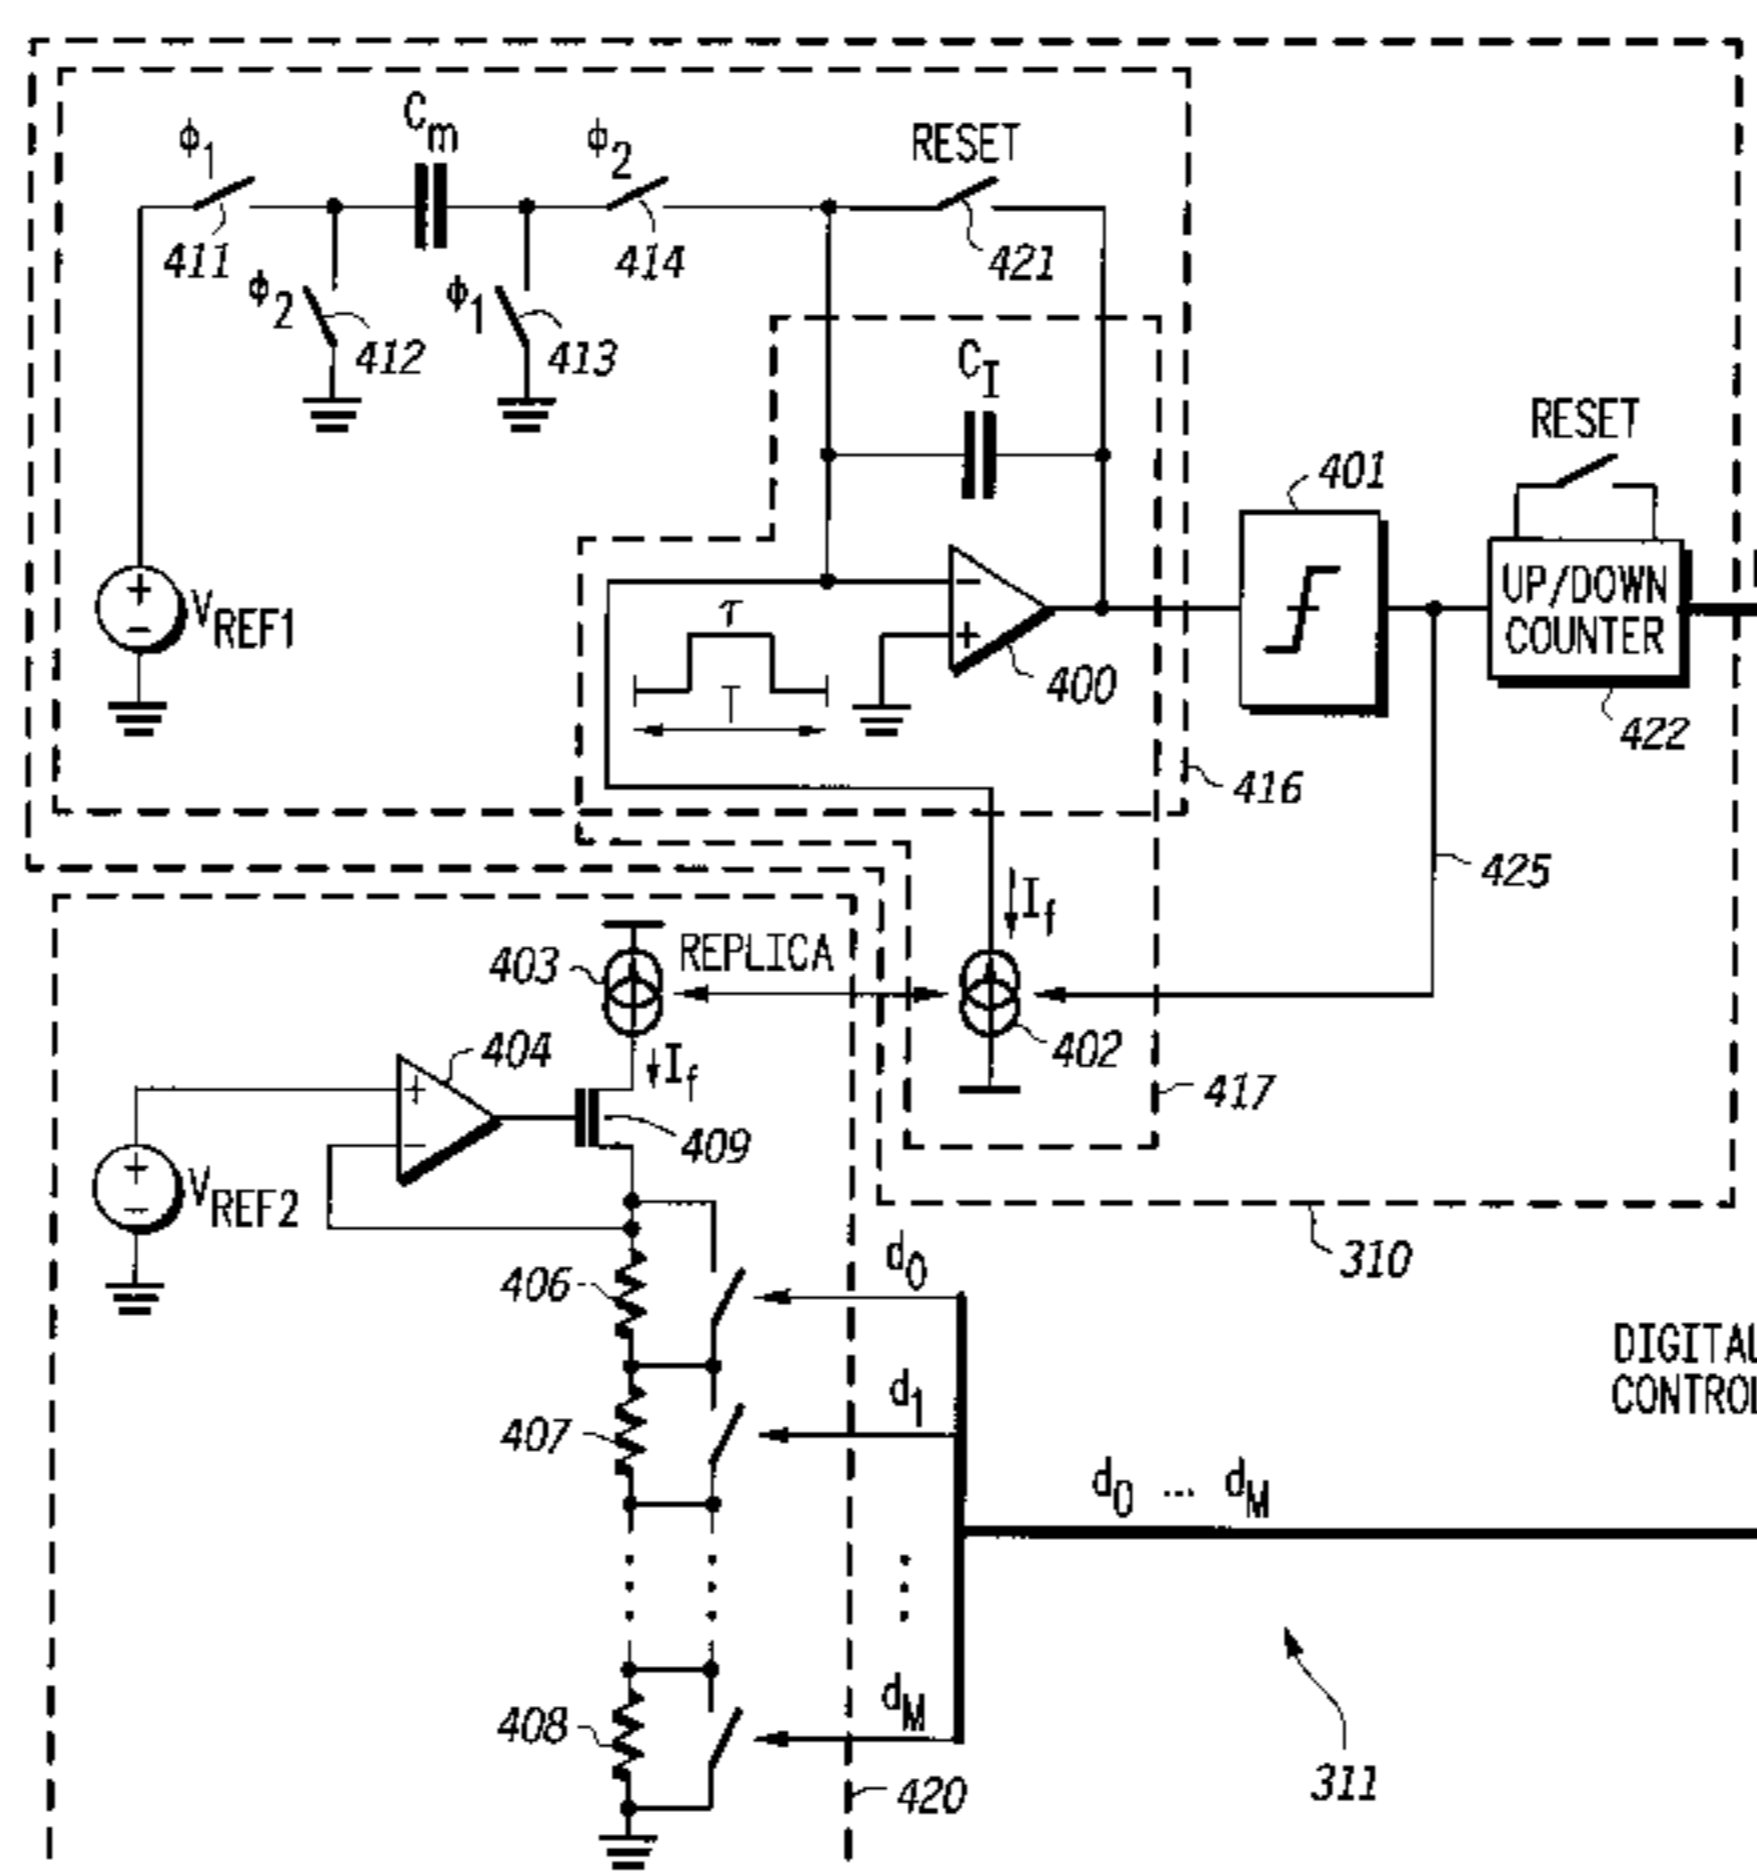 ϕ1
Cm
ϕ2
RESET
411
414
421
ϕ2
412
ϕ1
413
CI
RESET
401
+
−
VREF1
τ
T
−
+
400
UP/DOWN
COUNTER
422
416
425
If
403
REPLICA
402
404
If
417
+
−
409
+
−
VREF2
310
406
d0
DIGITAL
CONTROL
407
d1
d0 ... dM
408
dM
420
311